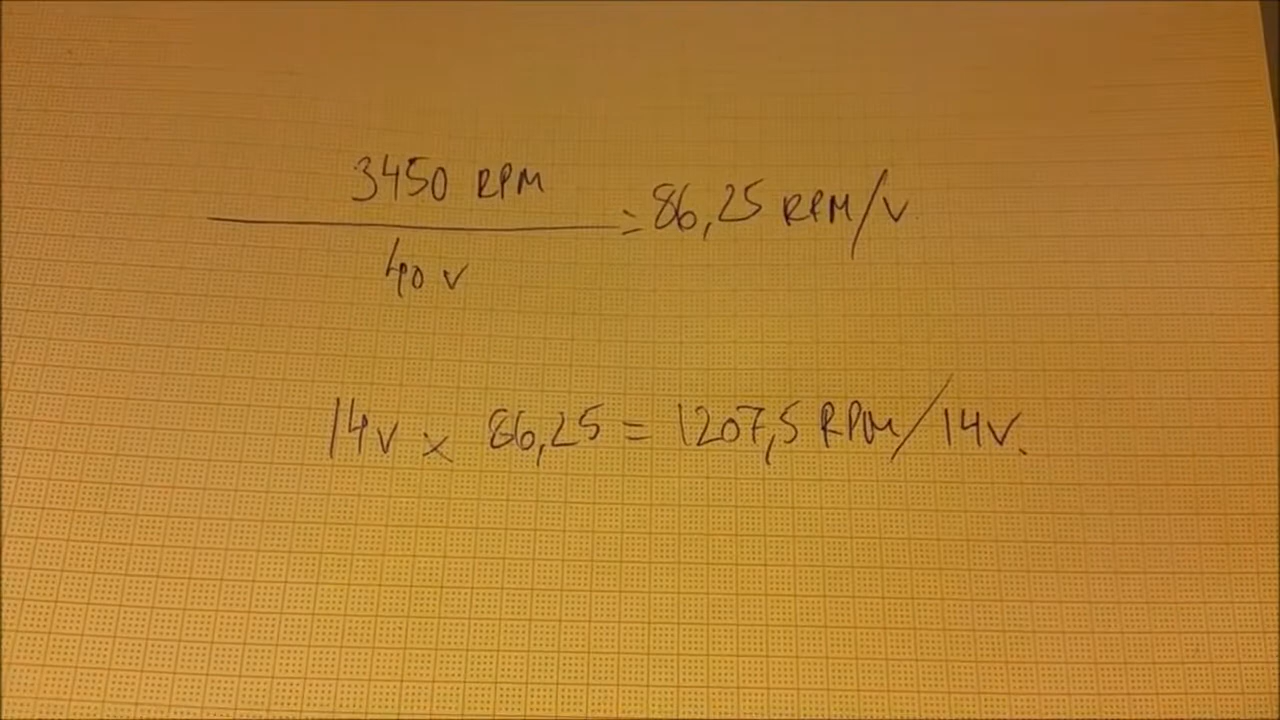 3450 RPM
40 V
= 86,25 RPM/V
14V × 86,25 = 1207,5 RPM/14V.